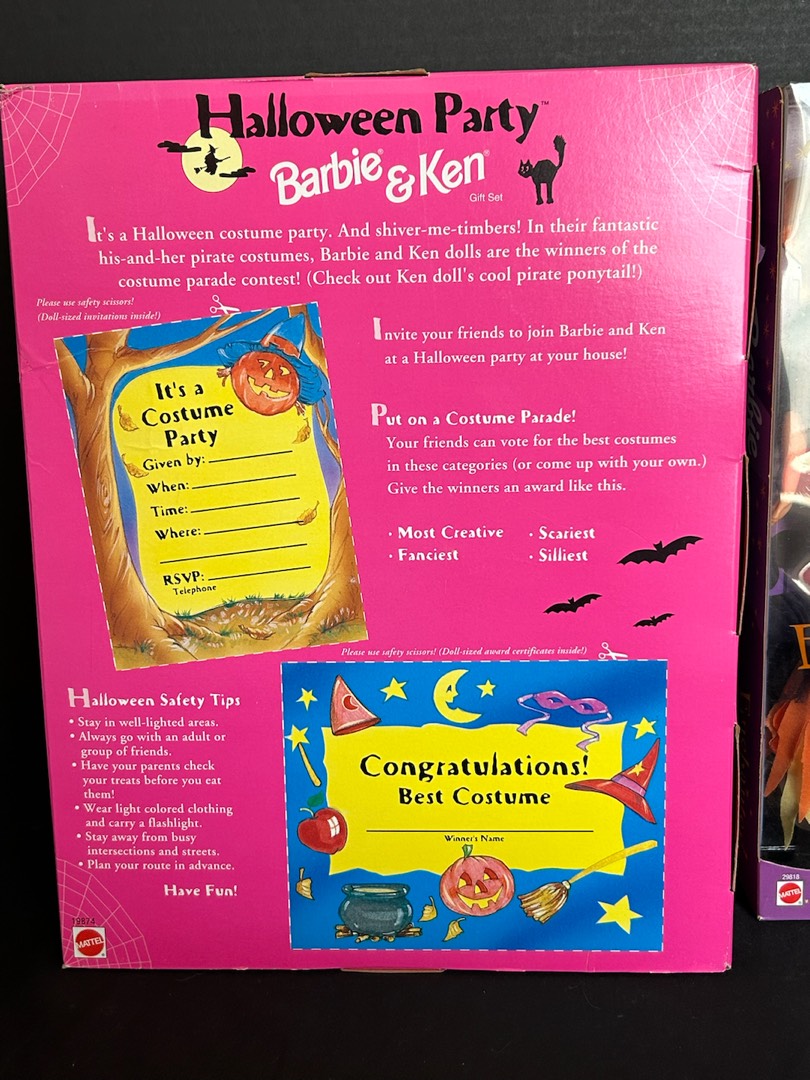 Halloween Party™
Barbie® & Ken®
Gift Set
It's a Halloween costume party. And shiver-me-timbers! In their fantastic
his-and-her pirate costumes, Barbie and Ken dolls are the winners of the
costume parade contest! (Check out Ken doll's cool pirate ponytail!)
Please use safety scissors!
(Doll-sized invitations inside!)
It's a
Costume
Party
Given by:
When:
Time:
Where:
RSVP:
Telephone
Invite your friends to join Barbie and Ken
at a Halloween party at your house!
Put on a Costume Parade!
Your friends can vote for the best costumes
in these categories (or come up with your own.)
Give the winners an award like this.
• Most Creative • Scariest
• Fanciest • Silliest
Please use safety scissors! (Doll-sized award certificates inside!)
Halloween Safety Tips
• Stay in well-lighted areas.
• Always go with an adult or
group of friends.
• Have your parents check
your treats before you eat
them!
• Wear light colored clothing
and carry a flashlight.
• Stay away from busy
intersections and streets.
• Plan your route in advance.
Have Fun!
Congratulations!
Best Costume
Winner's Name
19874
MATTEL
29818
MATTEL